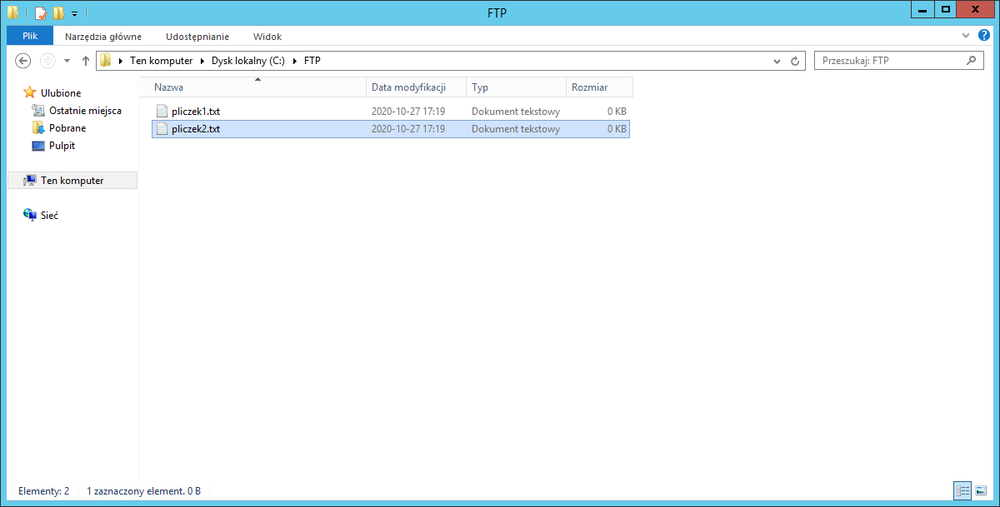 FTP
Plik Narzędzia główne Udostępnianie Widok
Ten komputer Dysk lokalny (C:) FTP Przeszukaj: FTP
Nazwa Data modyfikacji Typ Rozmiar
Ulubione
Ostatnie miejsca
Pobrane
Pulpit
Ten komputer
Sieć
pliczek1.txt 2020-10-27 17:19 Dokument tekstowy 0 KB
pliczek2.txt 2020-10-27 17:19 Dokument tekstowy 0 KB
Elementy: 2 1 zaznaczony element. 0 B